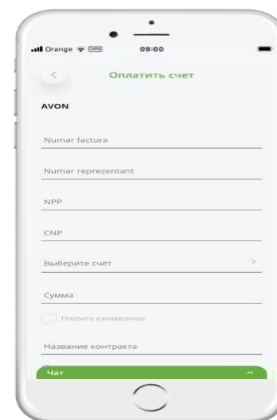 Orange VPN 09:00
Оплатить счет
AVON
Numar factura
Numar reprezentant
NPP
CNP
Выберите счёт
Сумма
Платите ежемесячно
Название контракта
Чат